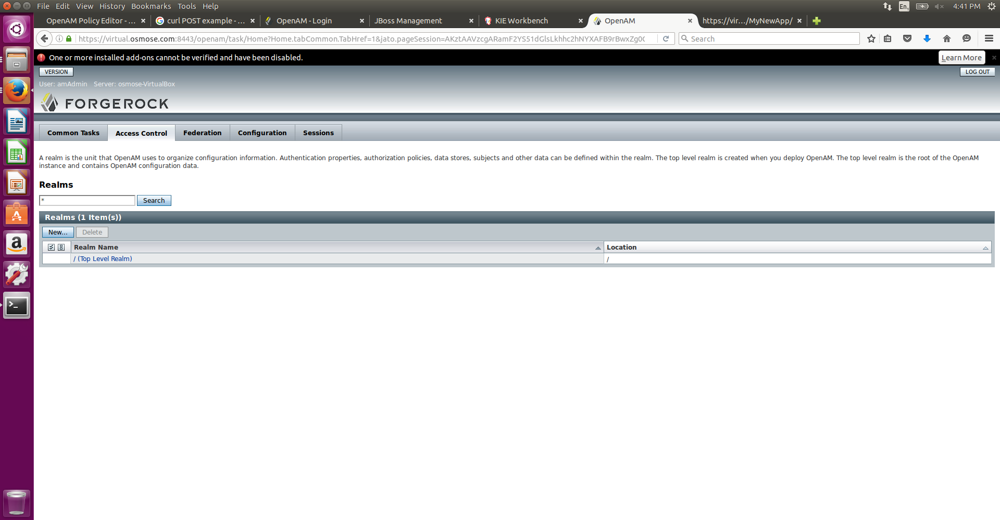 File Edit View History Bookmarks Tools Help En1 4:41 PM
OpenAM Policy Editor - ... curl POST example - ... OpenAM - Login JBoss Management KIE Workbench OpenAM https://vir.../MyNewApp/
https://virtual.osmose.com:8443/openam/task/Home?Home.tabCommon.TabHref=1&jato.pageSession=AKztAAVzcgARamF2YS51dGlsLkhhc2hNYXAFB9rBwxZg0 Search
One or more installed add-ons cannot be verified and have been disabled. Learn More
VERSION LOG OUT
User: amAdmin Server: osmose-VirtualBox
FORGEROCK
Common Tasks Access Control Federation Configuration Sessions
A realm is the unit that OpenAM uses to organize configuration information. Authentication properties, authorization policies, data stores, subjects and other data can be defined within the realm. The top level realm is created when you deploy OpenAM. The top level realm is the root of the OpenAM
instance and contains OpenAM configuration data.
Realms
* Search
Realms (1 Item(s))
New... Delete
Realm Name Location
/ (Top Level Realm) /